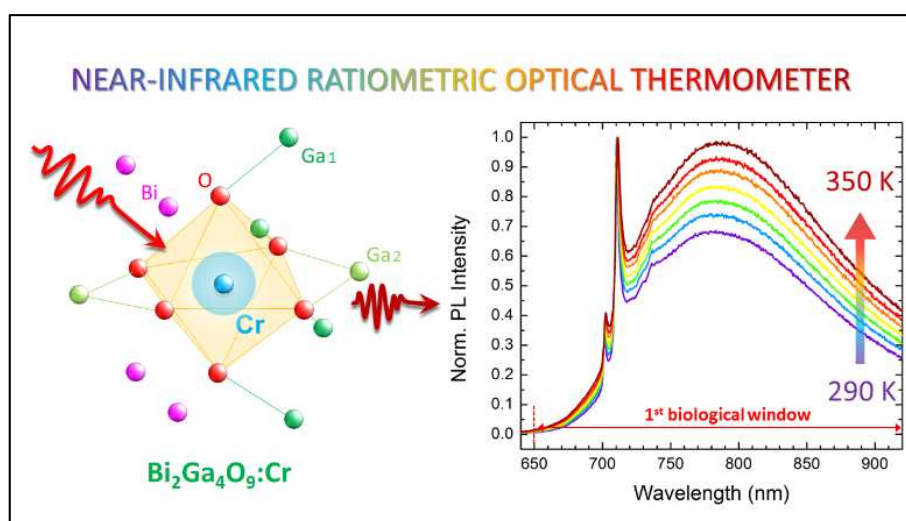 NEAR-INFRARED RATIOMETRIC OPTICAL THERMOMETER
Ga1
Bi
O
Ga2
Cr
Bi₂Ga₄O₉:Cr
Norm. PL Intensity
1.0
0.9
0.8
0.7
0.6
0.5
0.4
0.3
0.2
0.1
0.0
350 K
290 K
1st biological window
650 700 750 800 850 900
Wavelength (nm)